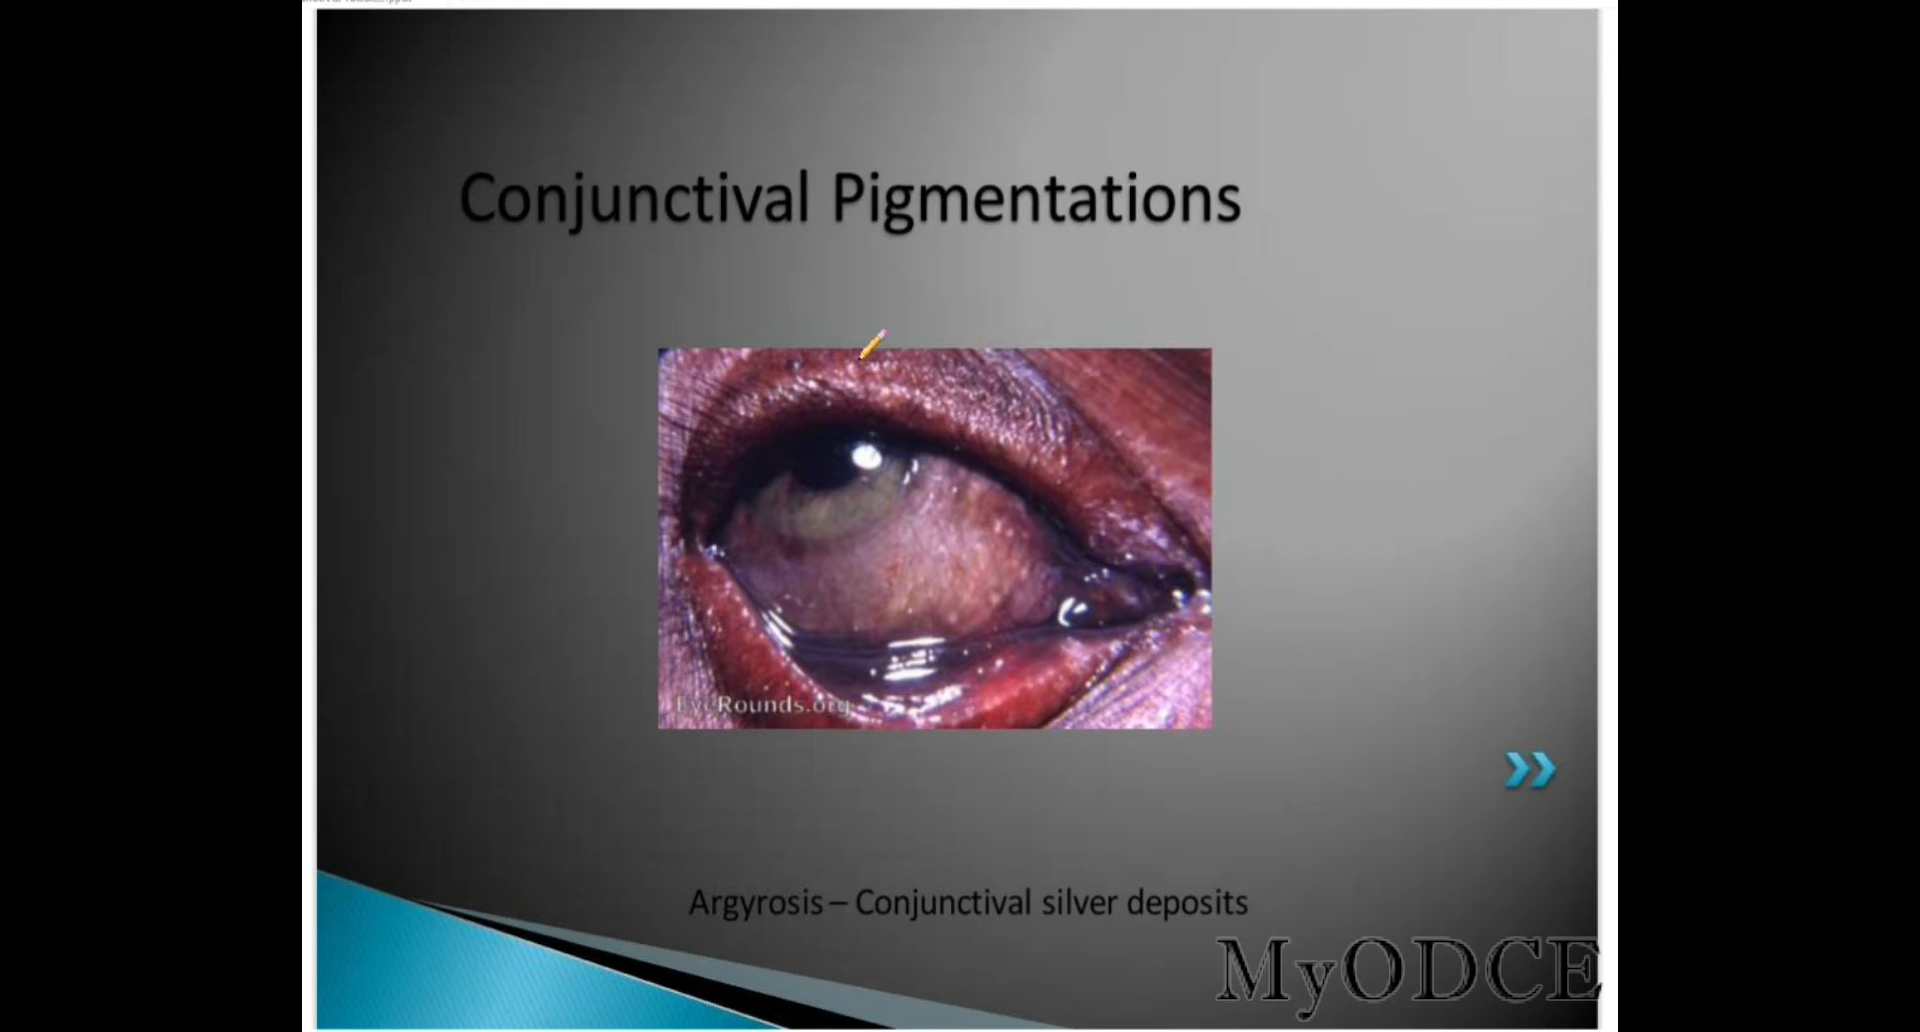 Conjunctival Pigmentations
EyeRounds.org
Argyrosis – Conjunctival silver deposits
MyODCE